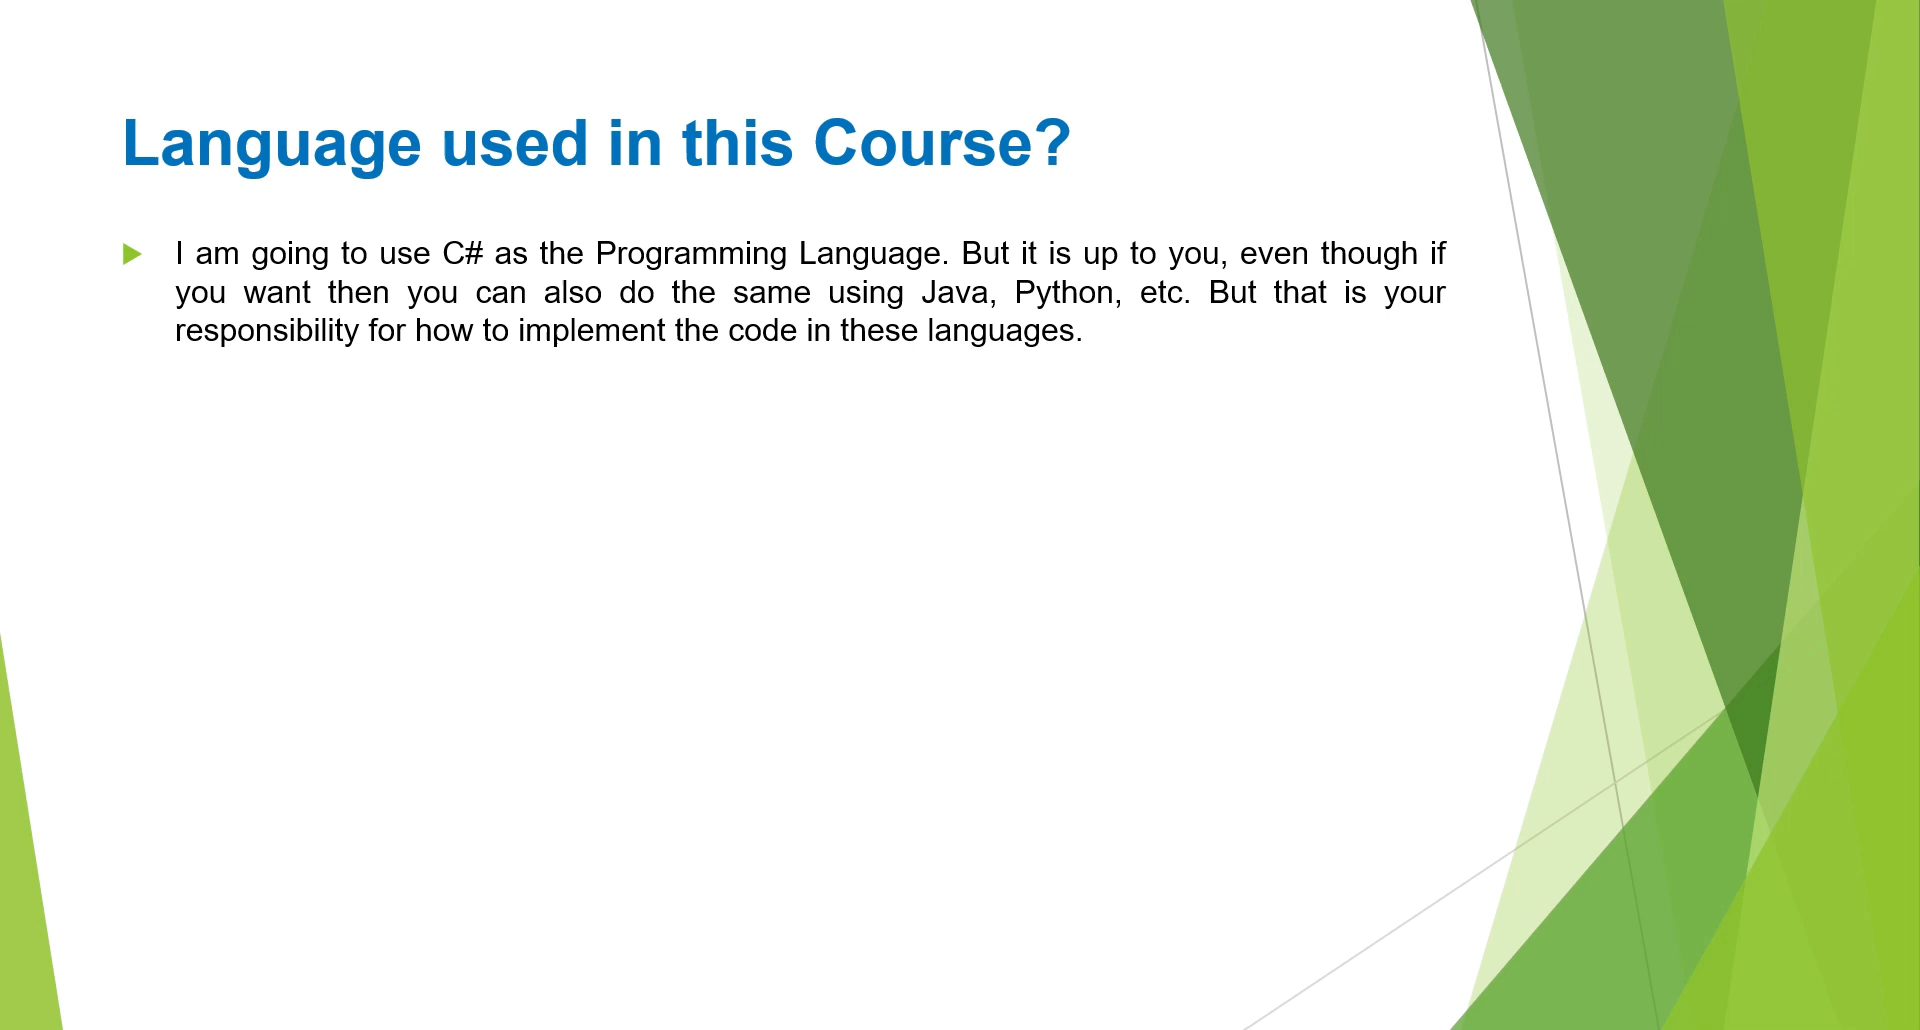 Language used in this Course?
I am going to use C# as the Programming Language. But it is up to you, even though if
you want then you can also do the same using Java, Python, etc. But that is your
responsibility for how to implement the code in these languages.